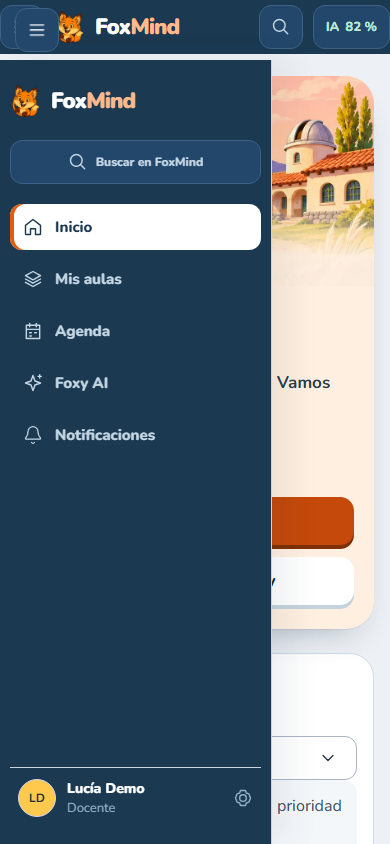 FoxMind
IA 82 %
FoxMind
Buscar en FoxMind
Inicio
Mis aulas
Agenda
Foxy AI
Notificaciones
Vamos
prioridad
LD
Lucía Demo
Docente